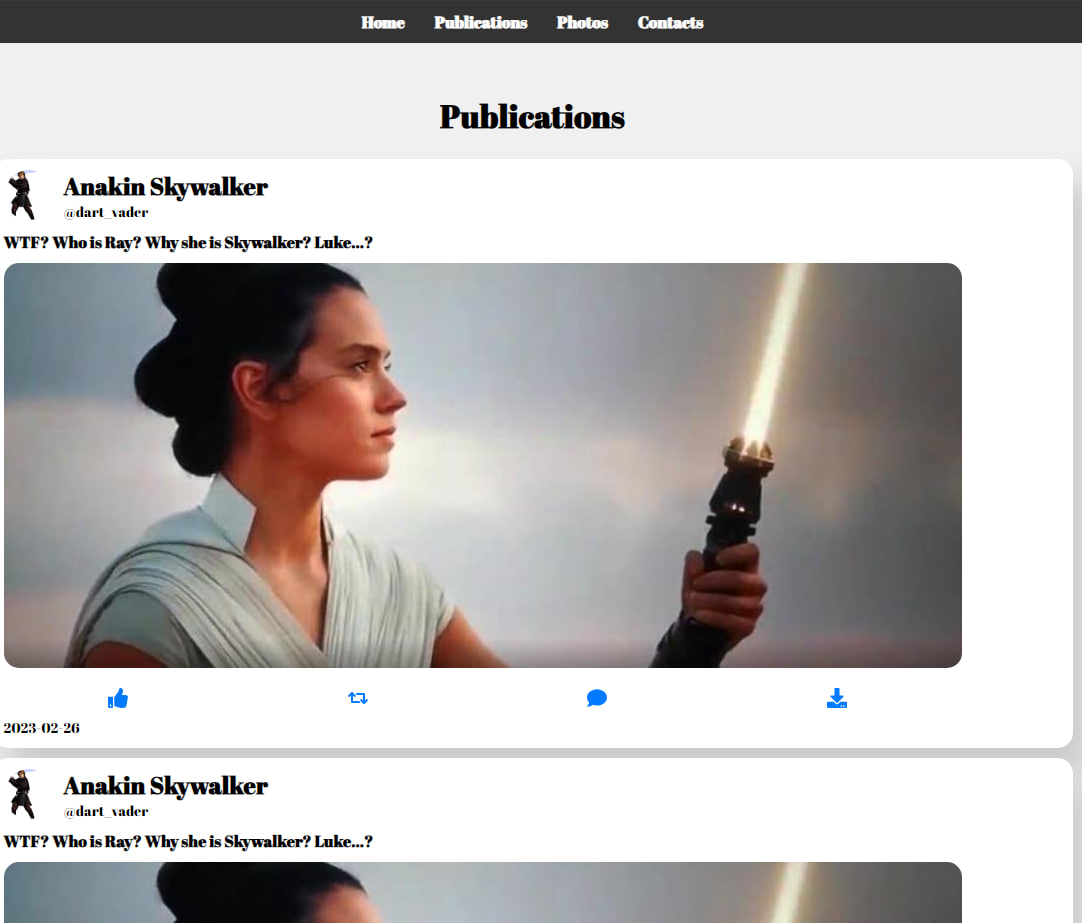 Home Publications Photos Contacts
Publications
Anakin Skywalker
@dart_vader
WTF? Who is Ray? Why she is Skywalker? Luke...?
2023-02-26
Anakin Skywalker
@dart_vader
WTF? Who is Ray? Why she is Skywalker? Luke...?